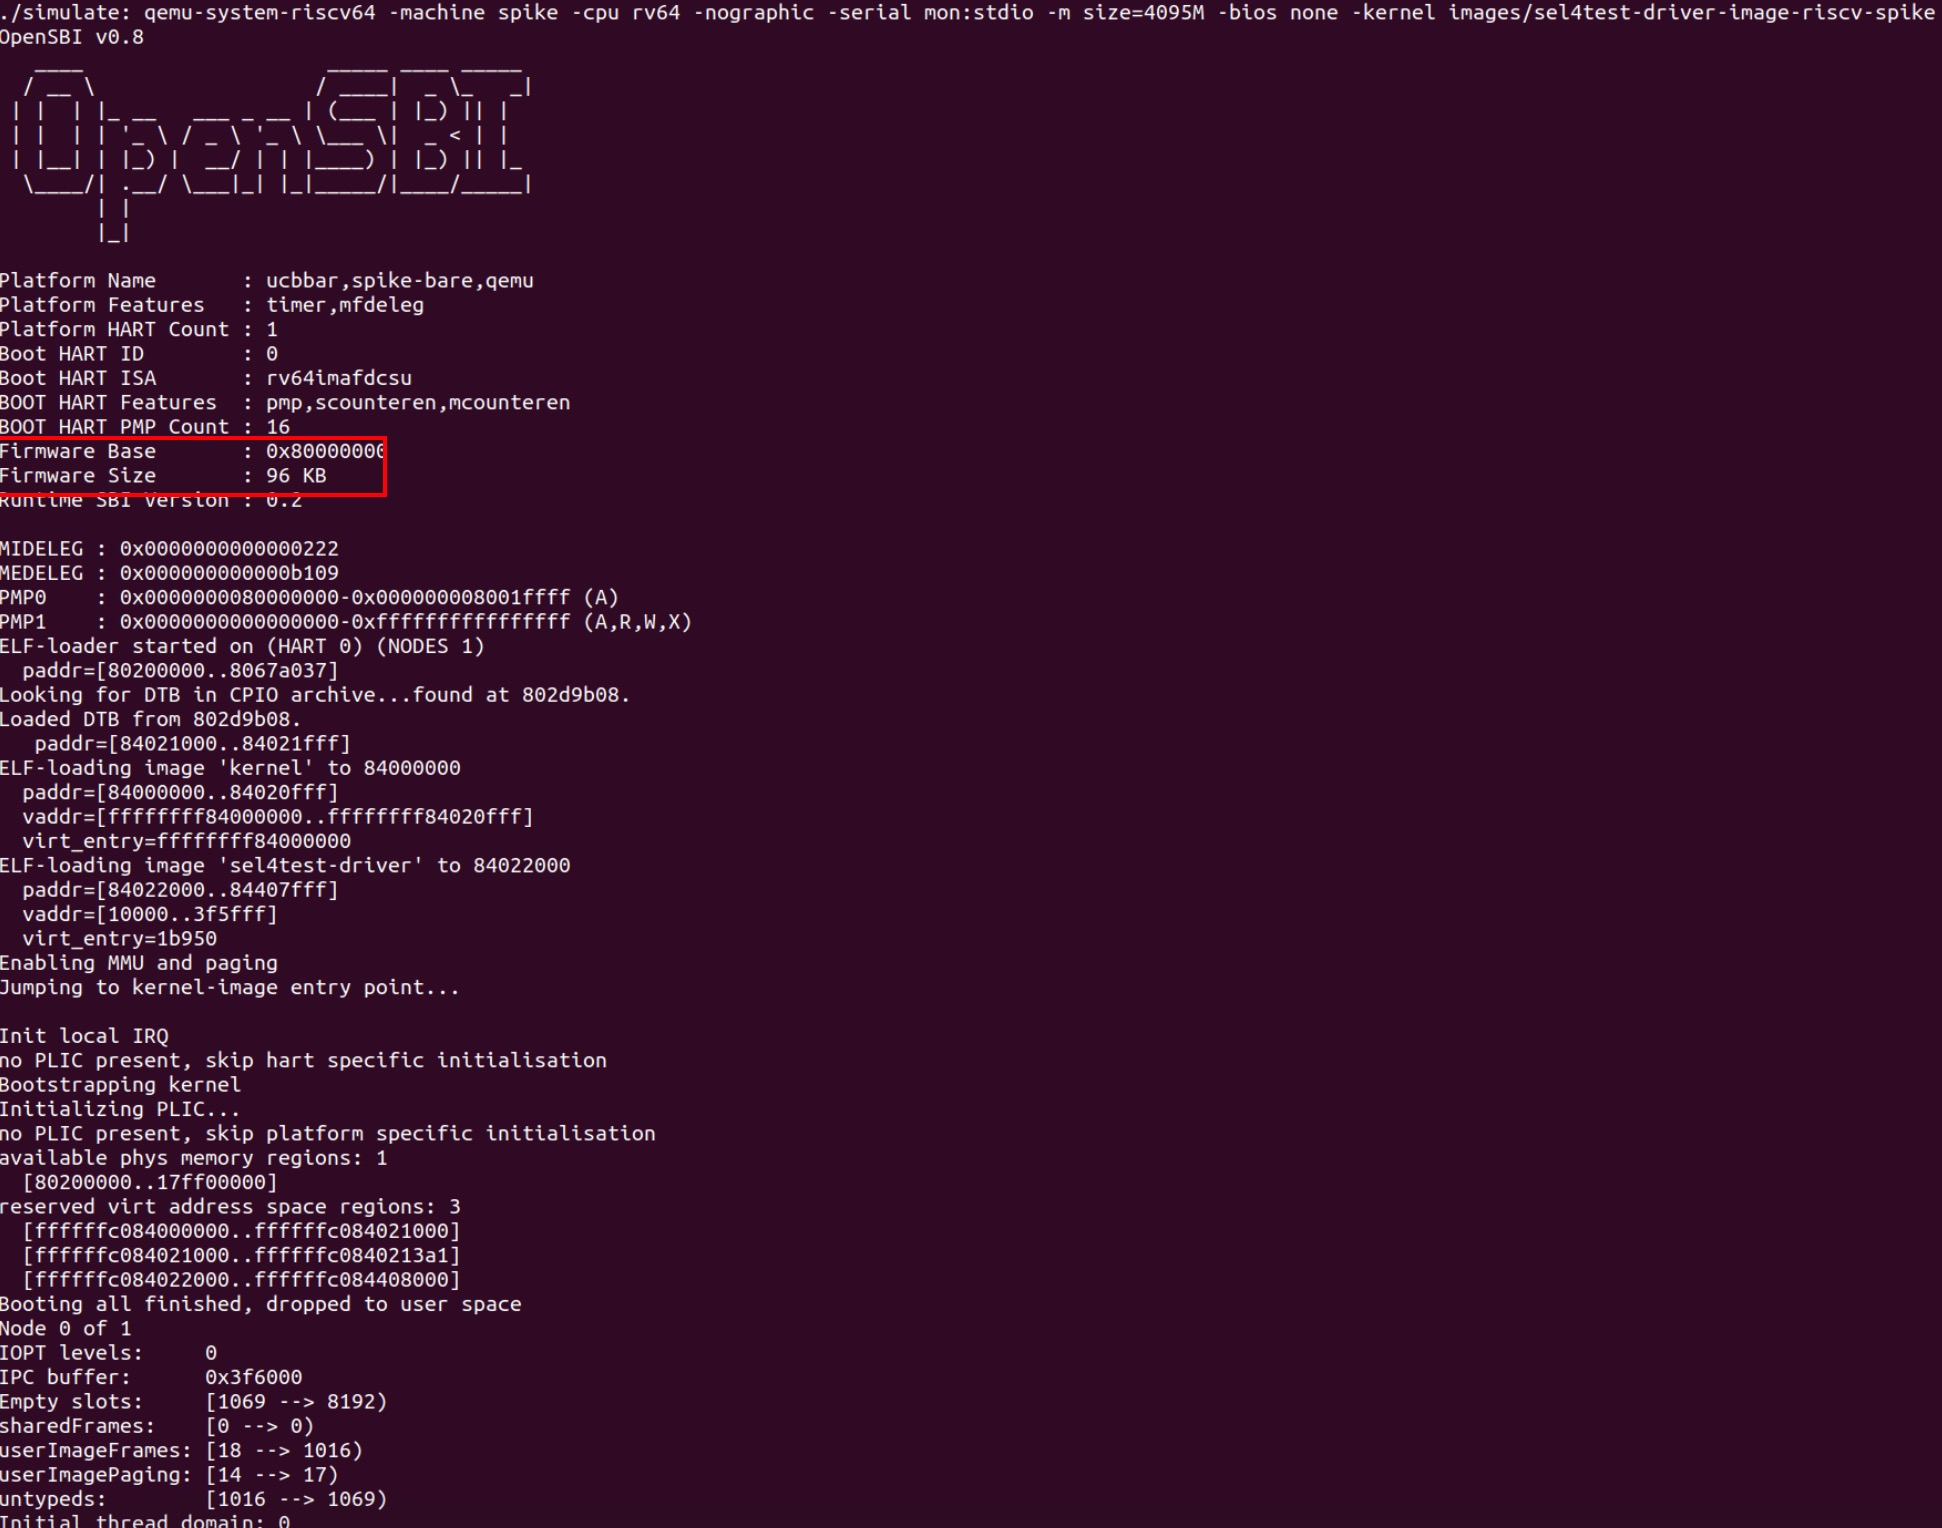 ./simulate: qemu-system-riscv64 -machine spike -cpu rv64 -nographic -serial mon:stdio -m size=4095M -bios none -kernel images/sel4test-driver-image-riscv-spike
OpenSBI v0.8
OpenSBI
Platform Name       : ucbbar,spike-bare,qemu
Platform Features   : timer,mfdeleg
Platform HART Count : 1
Boot HART ID        : 0
Boot HART ISA       : rv64imafdcsu
BOOT HART Features  : pmp,scounteren,mcounteren
BOOT HART PMP Count : 16
Firmware Base       : 0x80000000
Firmware Size       : 96 KB
Runtime SBI Version : 0.2
MIDELEG : 0x0000000000000222
MEDELEG : 0x000000000000b109
PMP0    : 0x0000000080000000-0x000000008001ffff (A)
PMP1    : 0x0000000000000000-0xffffffffffffffff (A,R,W,X)
ELF-loader started on (HART 0) (NODES 1)
  paddr=[80200000..8067a037]
Looking for DTB in CPIO archive...found at 802d9b08.
Loaded DTB from 802d9b08.
   paddr=[84021000..84021fff]
ELF-loading image 'kernel' to 84000000
  paddr=[84000000..84020fff]
  vaddr=[ffffffff84000000..ffffffff84020fff]
  virt_entry=ffffffff84000000
ELF-loading image 'sel4test-driver' to 84022000
  paddr=[84022000..84407fff]
  vaddr=[10000..3f5fff]
  virt_entry=1b950
Enabling MMU and paging
Jumping to kernel-image entry point...
Init local IRQ
no PLIC present, skip hart specific initialisation
Bootstrapping kernel
Initializing PLIC...
no PLIC present, skip platform specific initialisation
available phys memory regions: 1
  [80200000..17ff00000]
reserved virt address space regions: 3
  [ffffffc084000000..ffffffc084021000]
  [ffffffc084021000..ffffffc0840213a1]
  [ffffffc084022000..ffffffc084408000]
Booting all finished, dropped to user space
Node 0 of 1
IOPT levels:     0
IPC buffer:      0x3f6000
Empty slots:     [1069 --> 8192)
sharedFrames:    [0 --> 0)
userImageFrames: [18 --> 1016)
userImagePaging: [14 --> 17)
untypeds:        [1016 --> 1069)
Initial thread domain: 0